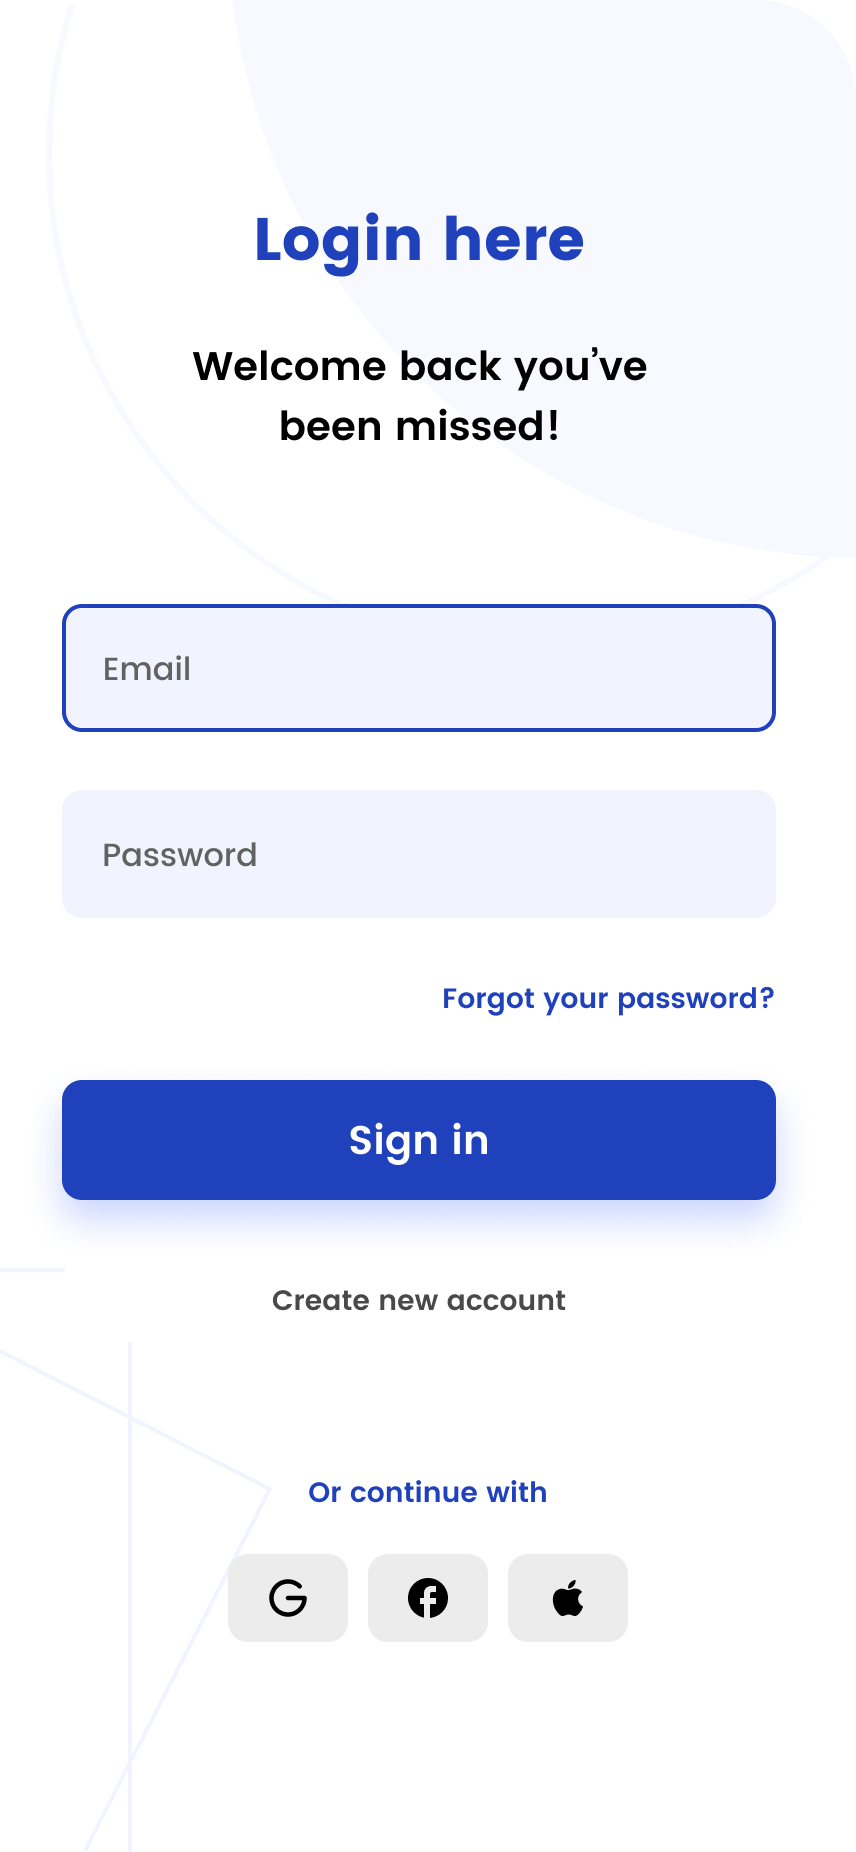 Login here
Welcome back you’ve
been missed!
Email
Password
Forgot your password?
Sign in
Create new account
Or continue with